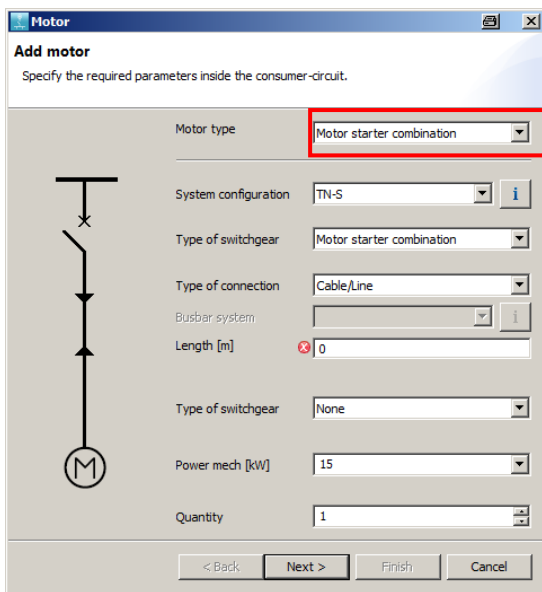 Motor
Add motor
Specify the required parameters inside the consumer-circuit.
Motor type Motor starter combination
System configuration TN-S i
Type of switchgear Motor starter combination
Type of connection Cable/Line
Busbar system i
Length [m] 0
Type of switchgear None
Power mech [kW] 15
Quantity 1
M
< Back Next > Finish Cancel